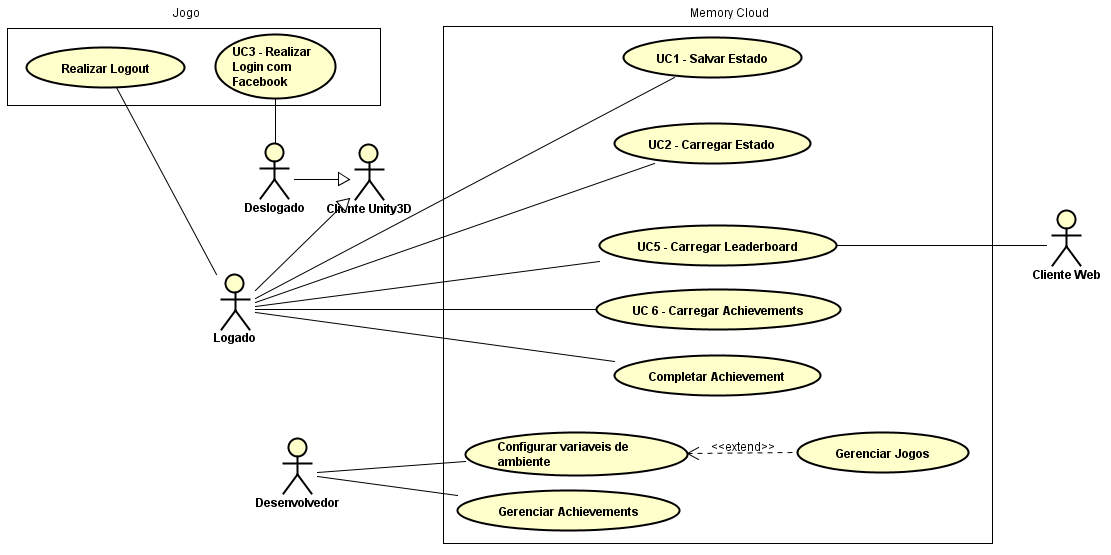 Jogo
Memory Cloud
Realizar Logout
UC3 - Realizar
Login com
Facebook
UC1 - Salvar Estado
UC2 - Carregar Estado
Deslogado
Cliente Unity3D
UC5 - Carregar Leaderboard
Cliente Web
UC 6 - Carregar Achievements
Logado
Completar Achievement
Configurar variaveis de
ambiente
<<extend>>
Gerenciar Jogos
Desenvolvedor
Gerenciar Achievements